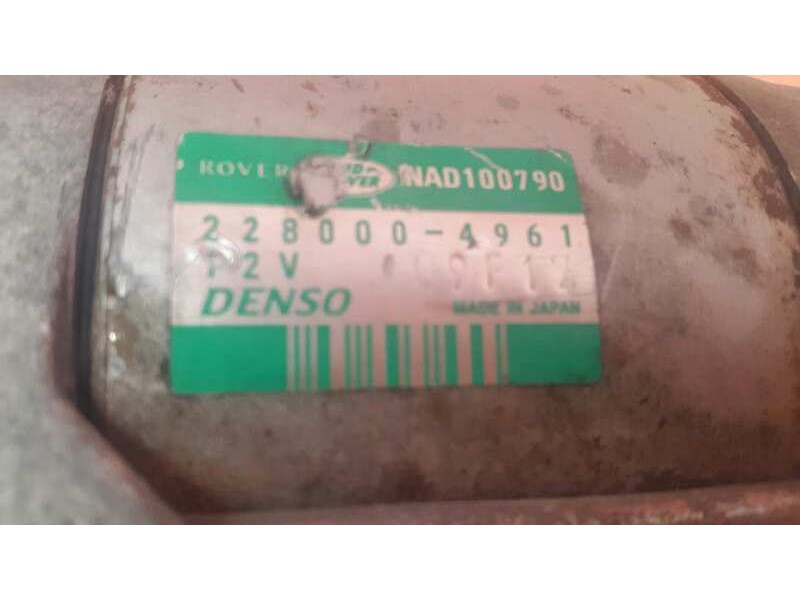 ROVER NAD100790
228000-4961
12V
DENSO MADE IN JAPAN